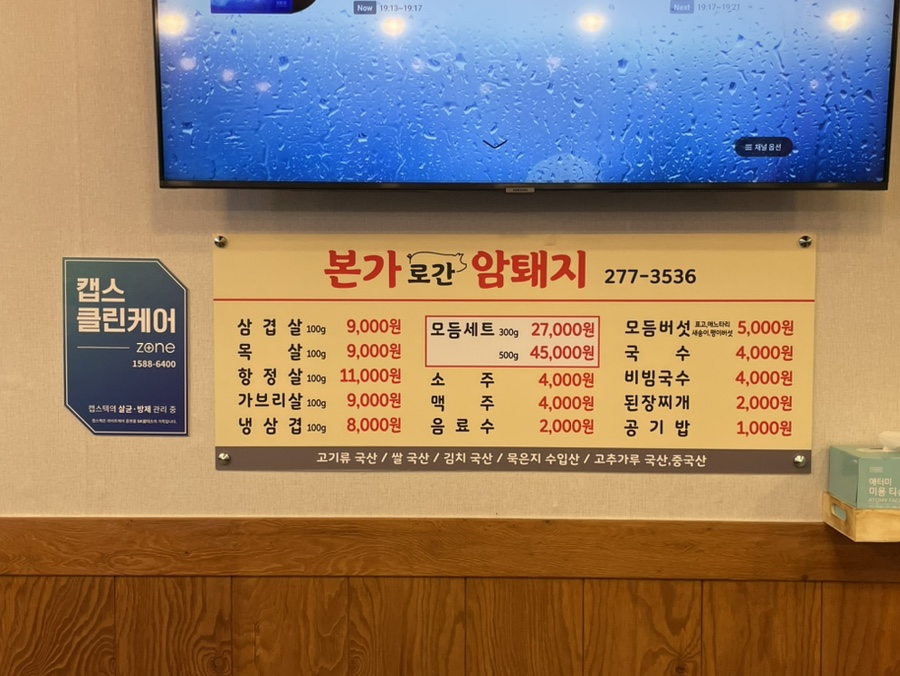 Now 19:13~19:17
Next 19:17~19:21
채널 옵션
SAMSUNG
본가 로간 암퇘지 277-3536
삼겹살 100g 9,000원
목살 100g 9,000원
항정살 100g 11,000원
가브리살 100g 9,000원
냉삼겹 100g 8,000원
모듬세트 300g 27,000원
500g 45,000원
소주 4,000원
맥주 4,000원
음료수 2,000원
모듬버섯 표고,애느타리 새송이,팽이버섯 5,000원
국수 4,000원
비빔국수 4,000원
된장찌개 2,000원
공기밥 1,000원
고기류 국산 / 쌀 국산 / 김치 국산 / 묵은지 수입산 / 고추가루 국산,중국산
캡스
클린케어
zone
1588-6400
캡스텍의 살균·방제 관리 중
애터미
미용 티